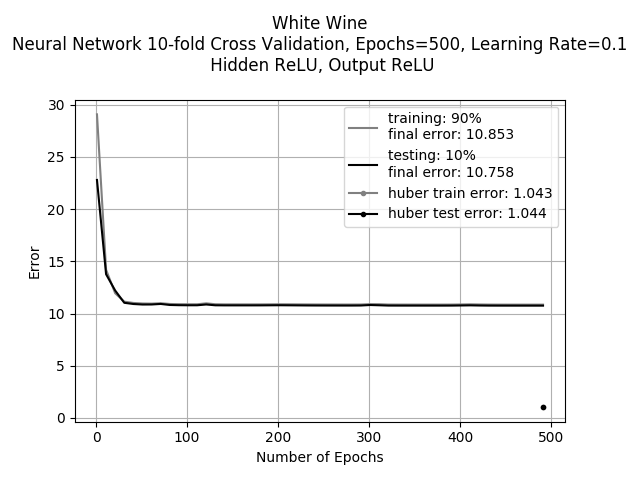 White Wine
Neural Network 10-fold Cross Validation, Epochs=500, Learning Rate=0.1
Hidden ReLU, Output ReLU
30
25
20
15
10
5
0
Error
training: 90%
final error: 10.853
testing: 10%
final error: 10.758
huber train error: 1.043
huber test error: 1.044
0 100 200 300 400 500
Number of Epochs